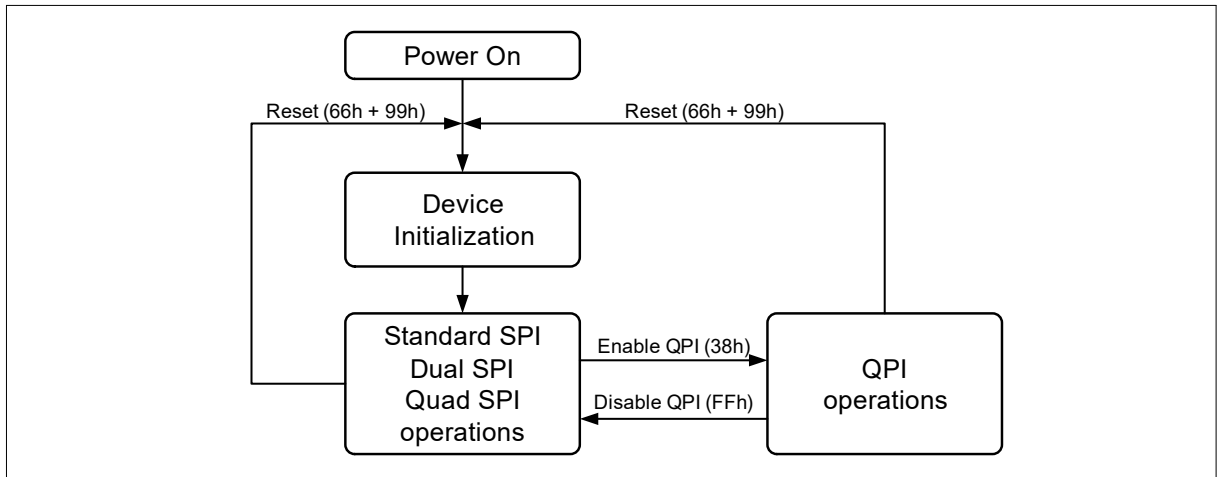 Power On
Reset (66h + 99h)
Reset (66h + 99h)
Device
Initialization
Standard SPI
Dual SPI
Quad SPI
operations
Enable QPI (38h)
Disable QPI (FFh)
QPI
operations